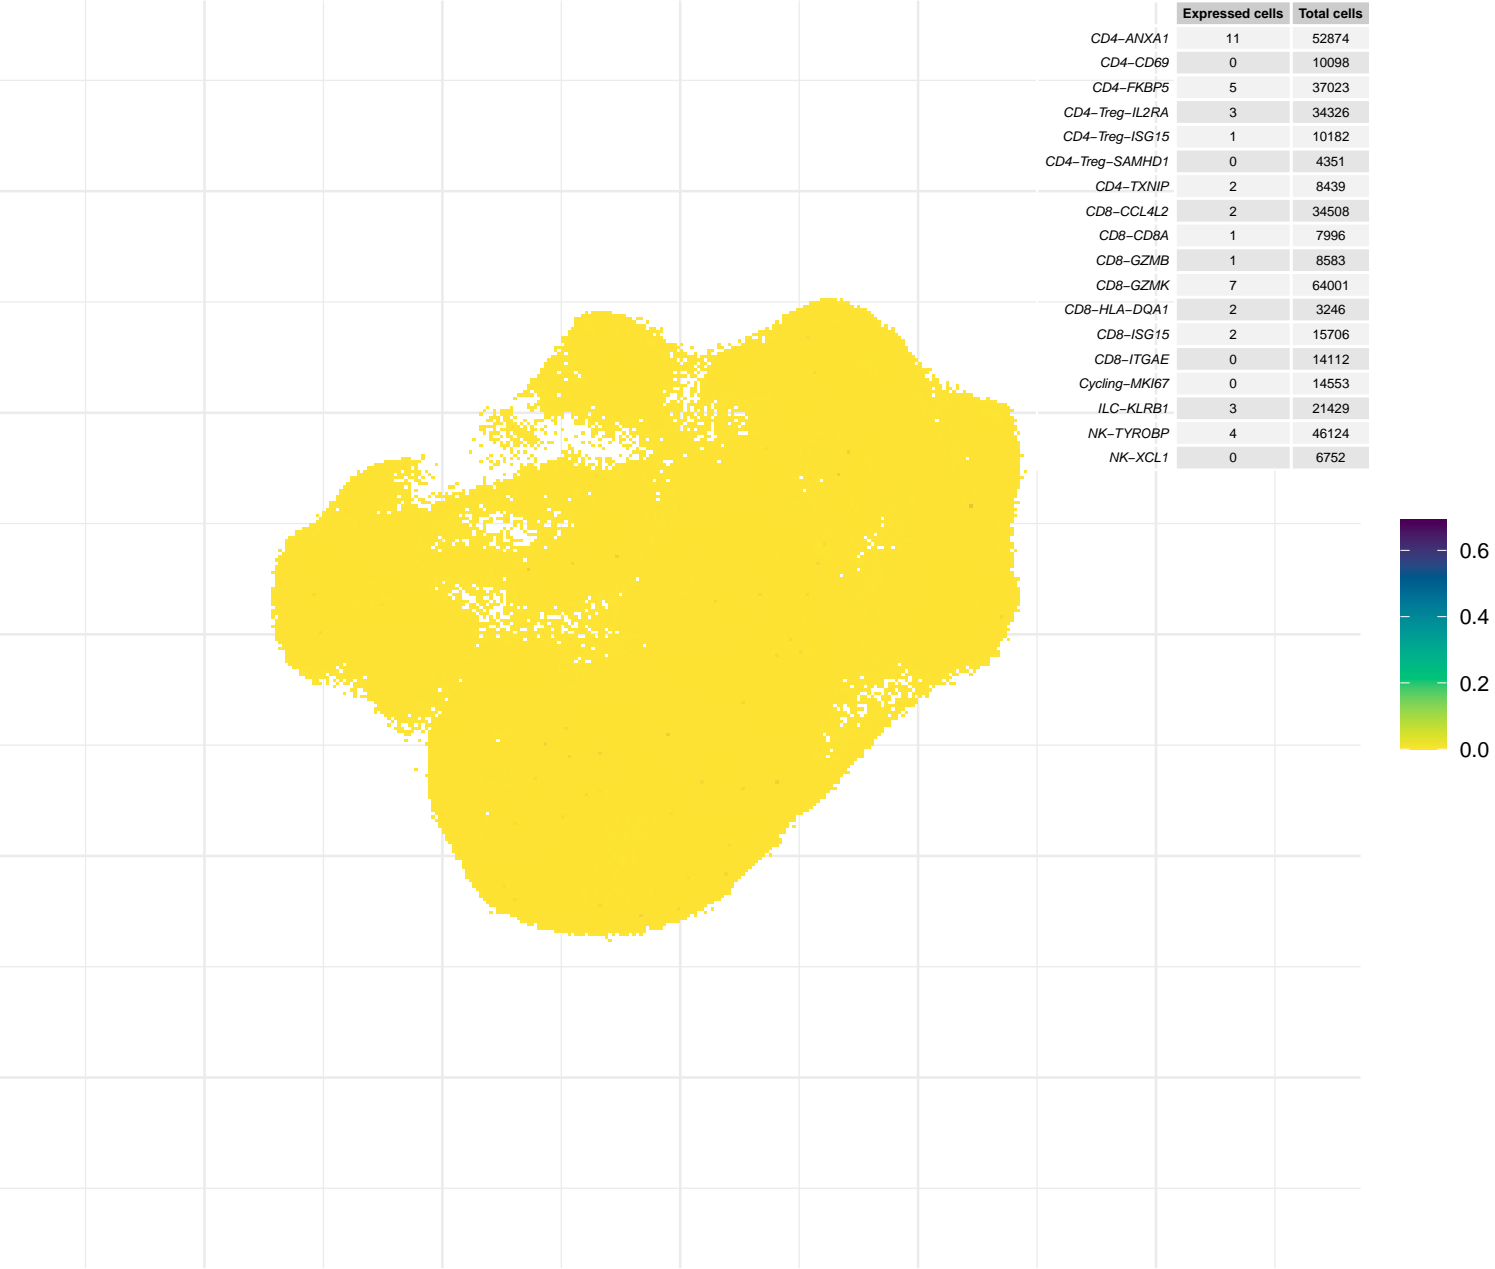 Expressed cells Total cells
CD4−ANXA1 11 52874
CD4−CD69 0 10098
CD4−FKBP5 5 37023
CD4−Treg−IL2RA 3 34326
CD4−Treg−ISG15 1 10182
CD4−Treg−SAMHD1 0 4351
CD4−TXNIP 2 8439
CD8−CCL4L2 2 34508
CD8−CD8A 1 7996
CD8−GZMB 1 8583
CD8−GZMK 7 64001
CD8−HLA−DQA1 2 3246
CD8−ISG15 2 15706
CD8−ITGAE 0 14112
Cycling−MKI67 0 14553
ILC−KLRB1 3 21429
NK−TYROBP 4 46124
NK−XCL1 0 6752
0.6
0.4
0.2
0.0